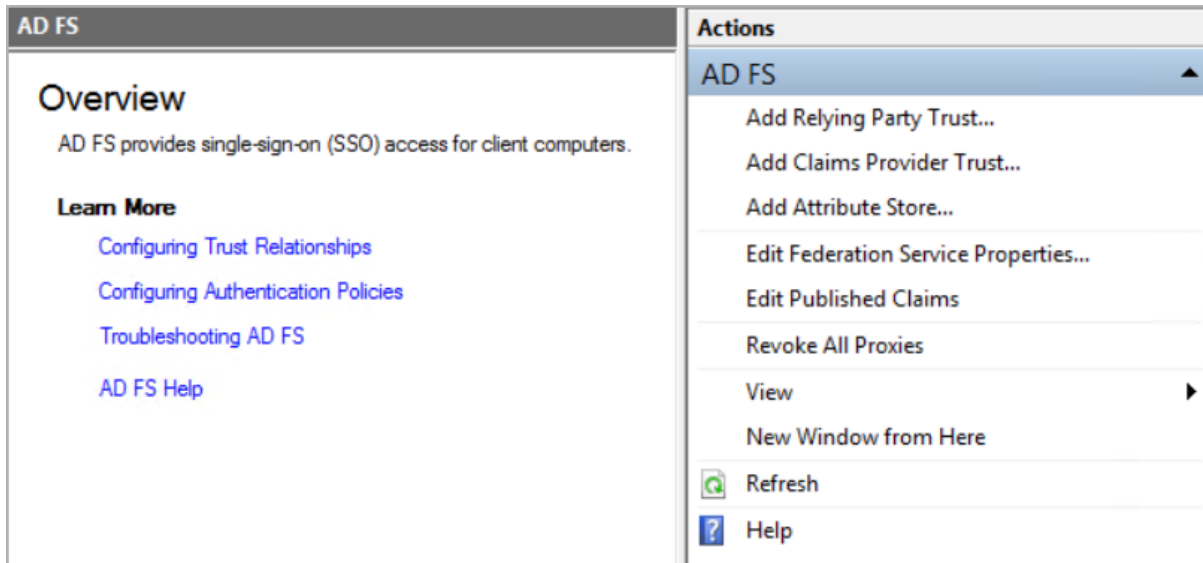 AD FS
Overview
AD FS provides single-sign-on (SSO) access for client computers.
Learn More
Configuring Trust Relationships
Configuring Authentication Policies
Troubleshooting AD FS
AD FS Help
Actions
AD FS
Add Relying Party Trust...
Add Claims Provider Trust...
Add Attribute Store...
Edit Federation Service Properties...
Edit Published Claims
Revoke All Proxies
View
New Window from Here
Refresh
? Help